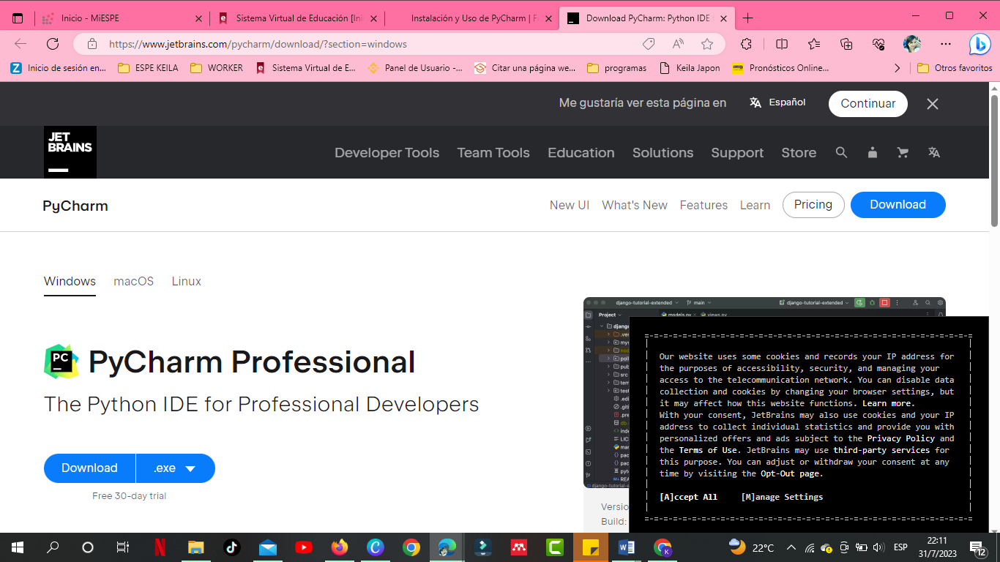 Inicio - MiESPE
Sistema Virtual de Educación [Ini
Instalación y Uso de PyCharm | F
Download PyCharm: Python IDE
https://www.jetbrains.com/pycharm/download/?section=windows
Inicio de sesión en...
ESPE KEILA
WORKER
Sistema Virtual de E...
Panel de Usuario -...
Citar una página we...
programas
Keila Japon
Pronósticos Online...
Otros favoritos
Me gustaría ver esta página en
Español
Continuar
JET
BRAINS
Developer Tools
Team Tools
Education
Solutions
Support
Store
PyCharm
New UI
What's New
Features
Learn
Pricing
Download
Windows
macOS
Linux
PC
PyCharm Professional
The Python IDE for Professional Developers
Download
.exe
Free 30-day trial
django-tutorial-extended
main
django-tutorial-extended
Project
models.py
views.py
Our website uses some cookies and records your IP address for
the purposes of accessibility, security, and managing your
access to the telecommunication network. You can disable data
collection and cookies by changing your browser settings, but
it may affect how this website functions. Learn more.
With your consent, JetBrains may also use cookies and your IP
address to collect individual statistics and provide you with
personalized offers and ads subject to the Privacy Policy and
the Terms of Use. JetBrains may use third-party services for
this purpose. You can adjust or withdraw your consent at any
time by visiting the Opt-Out page.
[A]ccept All
[M]anage Settings
Versio
Build:
22°C
ESP
22:11
31/7/2023
12